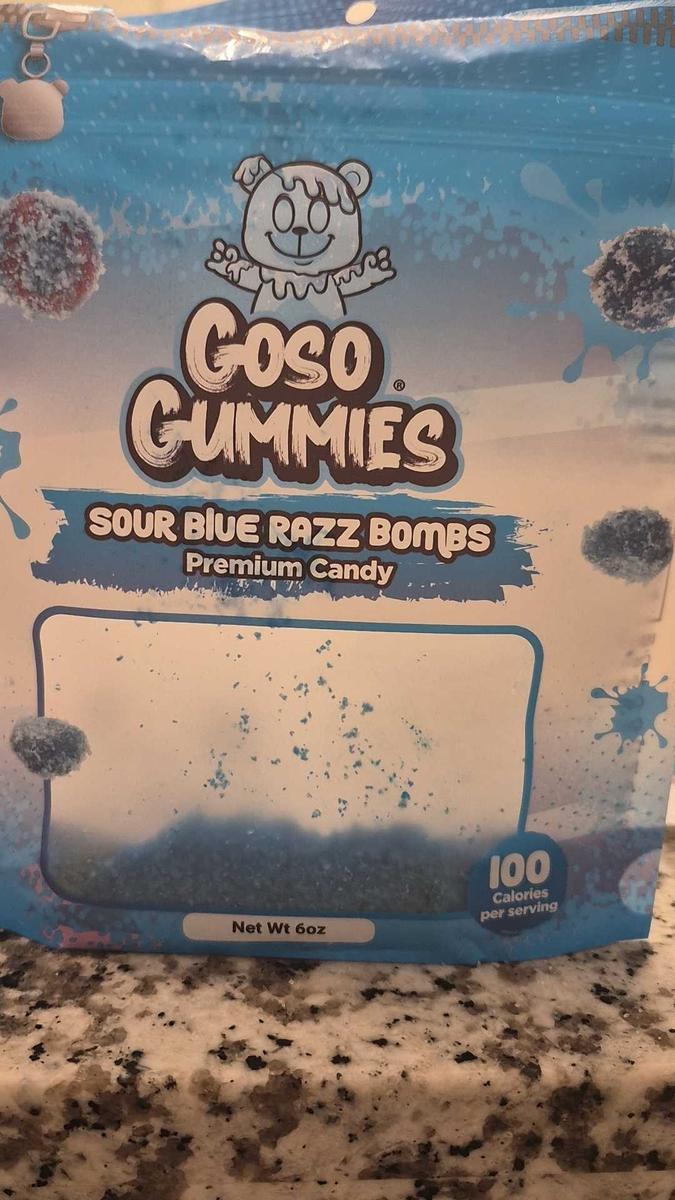 GOSO
GUMMIES®
SOUR BLUE RAZZ BOMBS
Premium Candy
100
Calories
per serving
Net Wt 6oz